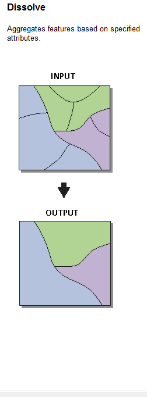 Dissolve
Aggregates features based on specified
attributes.
INPUT
OUTPUT